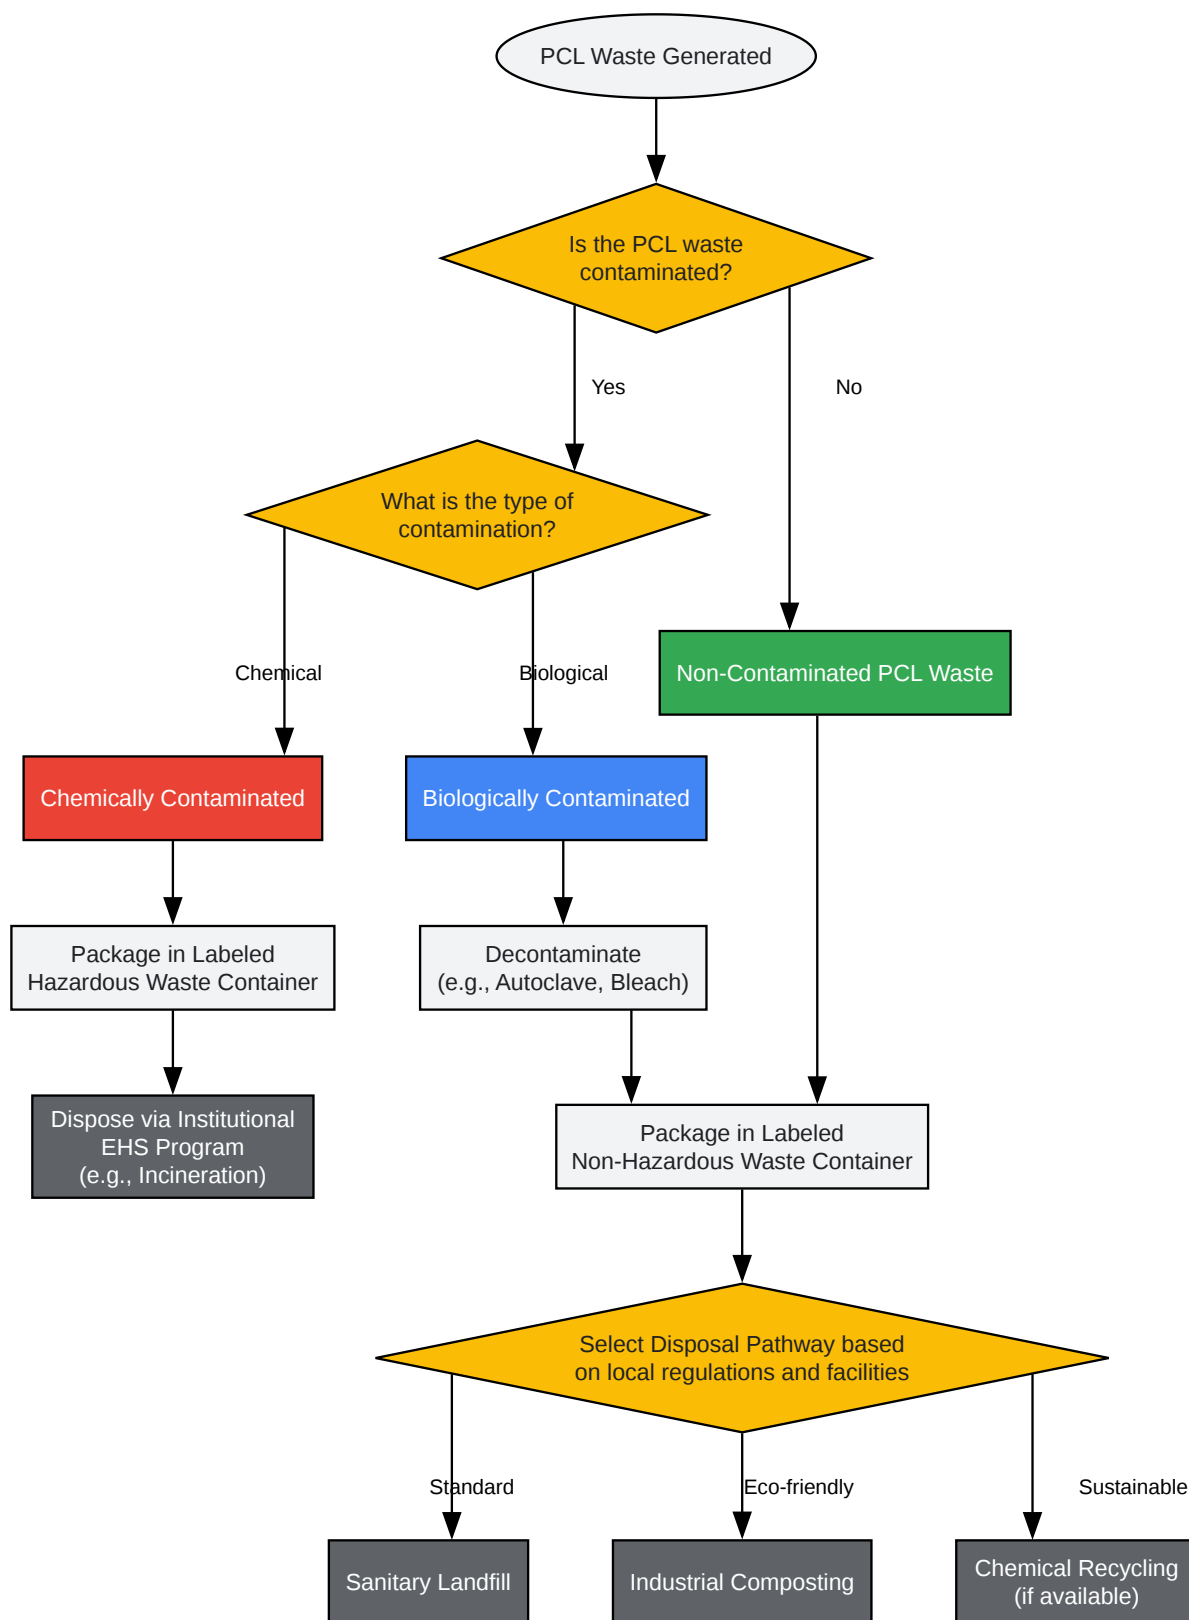 PCL Waste Generated
Is the PCL waste
contaminated?
Yes
No
What is the type of
contamination?
Chemical
Biological
Non-Contaminated PCL Waste
Chemically Contaminated
Biologically Contaminated
Package in Labeled
Hazardous Waste Container
Decontaminate
(e.g., Autoclave, Bleach)
Dispose via Institutional
EHS Program
(e.g., Incineration)
Package in Labeled
Non-Hazardous Waste Container
Select Disposal Pathway based
on local regulations and facilities
Standard
Eco-friendly
Sustainable
Sanitary Landfill
Industrial Composting
Chemical Recycling
(if available)